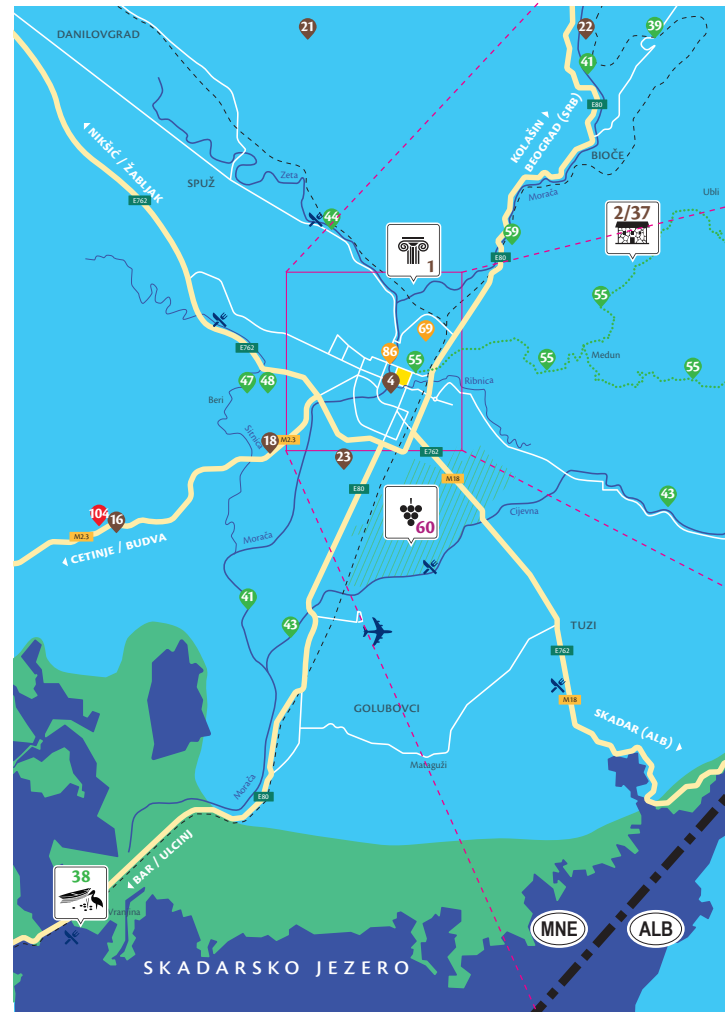 21
22
39
DANILOVGRAD
41
E80
◄ NIKŠIĆ / ŽABLJAK
KOLAŠIN ►
BEOGRAD (SRB)
BIOČE
Zeta
SPUŽ
Morača
Ubli
E762
44
2/37
59
1
E80
55
69
86
55
E762
55
Medun
55
4
47
48
Ribnica
Beri
Sitnica
18
M2.3
23
E762
E80
M18
43
60
Cijevna
104
16
M2.3
Morača
◄ CETINJE / BUDVA
41
43
TUZI
E762
M18
GOLUBOVCI
SKADAR (ALB) ►
Mataguži
Morača
E80
◄ BAR / ULCINJ
38
Vranjina
MNE
ALB
SKADARSKO JEZERO